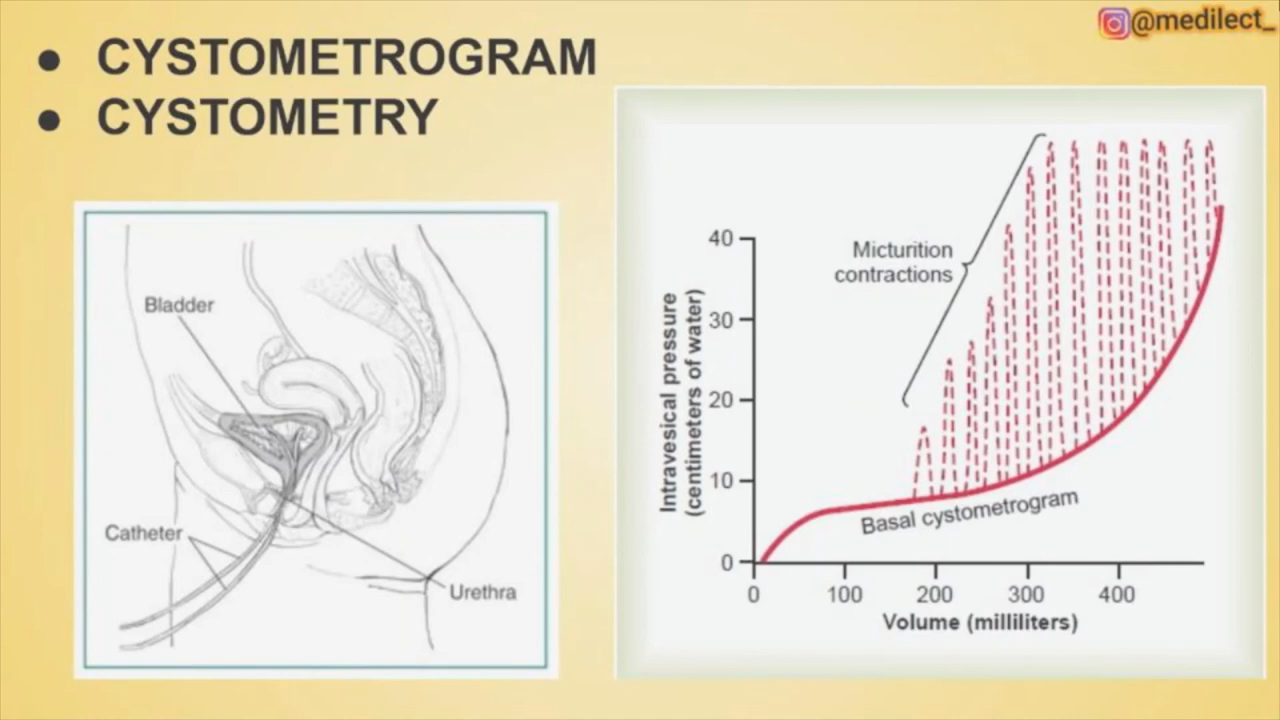 @medilect_
● CYSTOMETROGRAM
● CYSTOMETRY
Bladder
Catheter
Urethra
Micturition
contractions
Intravesical pressure
(centimeters of water)
40
30
20
10
0
Basal cystometrogram
0 100 200 300 400
Volume (milliliters)